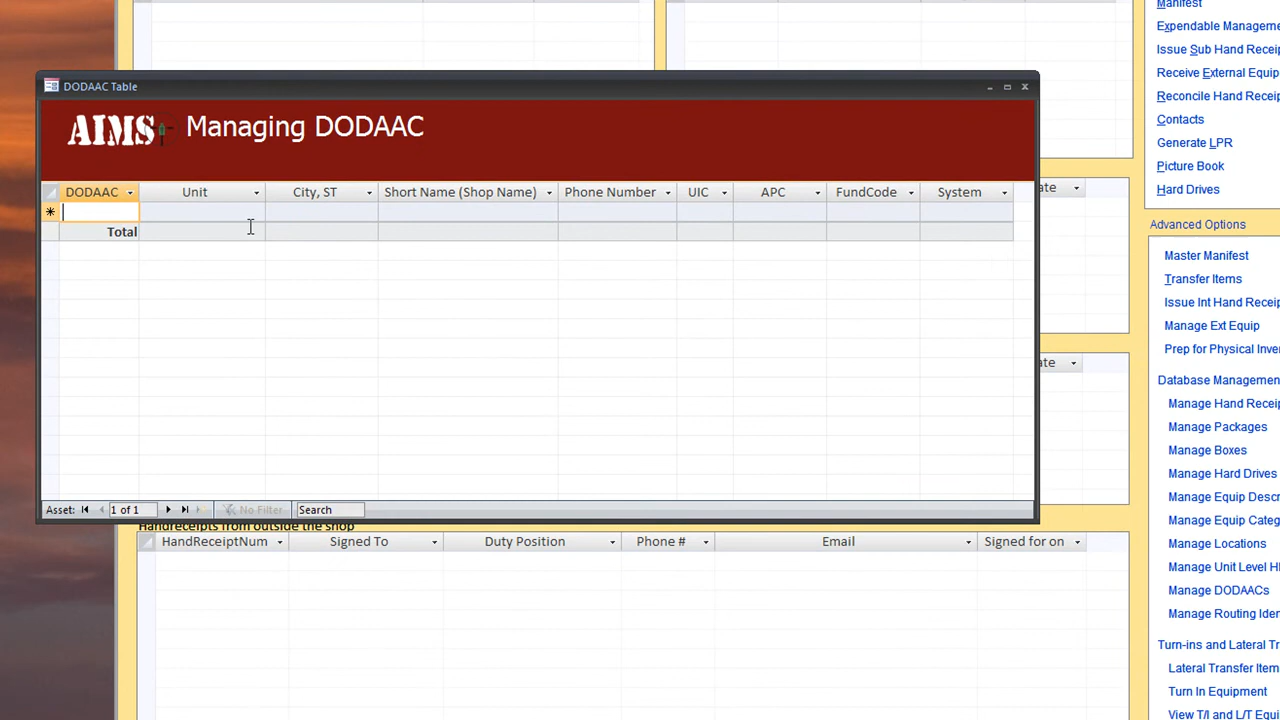 Manifest
Expendable Manageme
Issue Sub Hand Receip
Receive External Equip
Reconcile Hand Receip
Contacts
Generate LPR
Picture Book
Hard Drives
DODAAC Table
AIMS Managing DODAAC
DODAAC Unit City, ST Short Name (Shop Name) Phone Number UIC APC FundCode System
Total
Asset: 1 of 1 No Filter Search
ate
ate
Advanced Options
Master Manifest
Transfer Items
Issue Int Hand Receip
Manage Ext Equip
Prep for Physical Inver
Database Management
Manage Hand Receip
Manage Packages
Manage Boxes
Manage Hard Drives
Manage Equip Descr
Manage Equip Categ
Manage Locations
Manage Unit Level HI
Manage DODAACs
Manage Routing Iden
Turn-ins and Lateral Tr
Lateral Transfer Item
Turn In Equipment
View T/I and L/T Equi
Handreceipts from outside the shop
HandReceiptNum Signed To Duty Position Phone # Email Signed for on